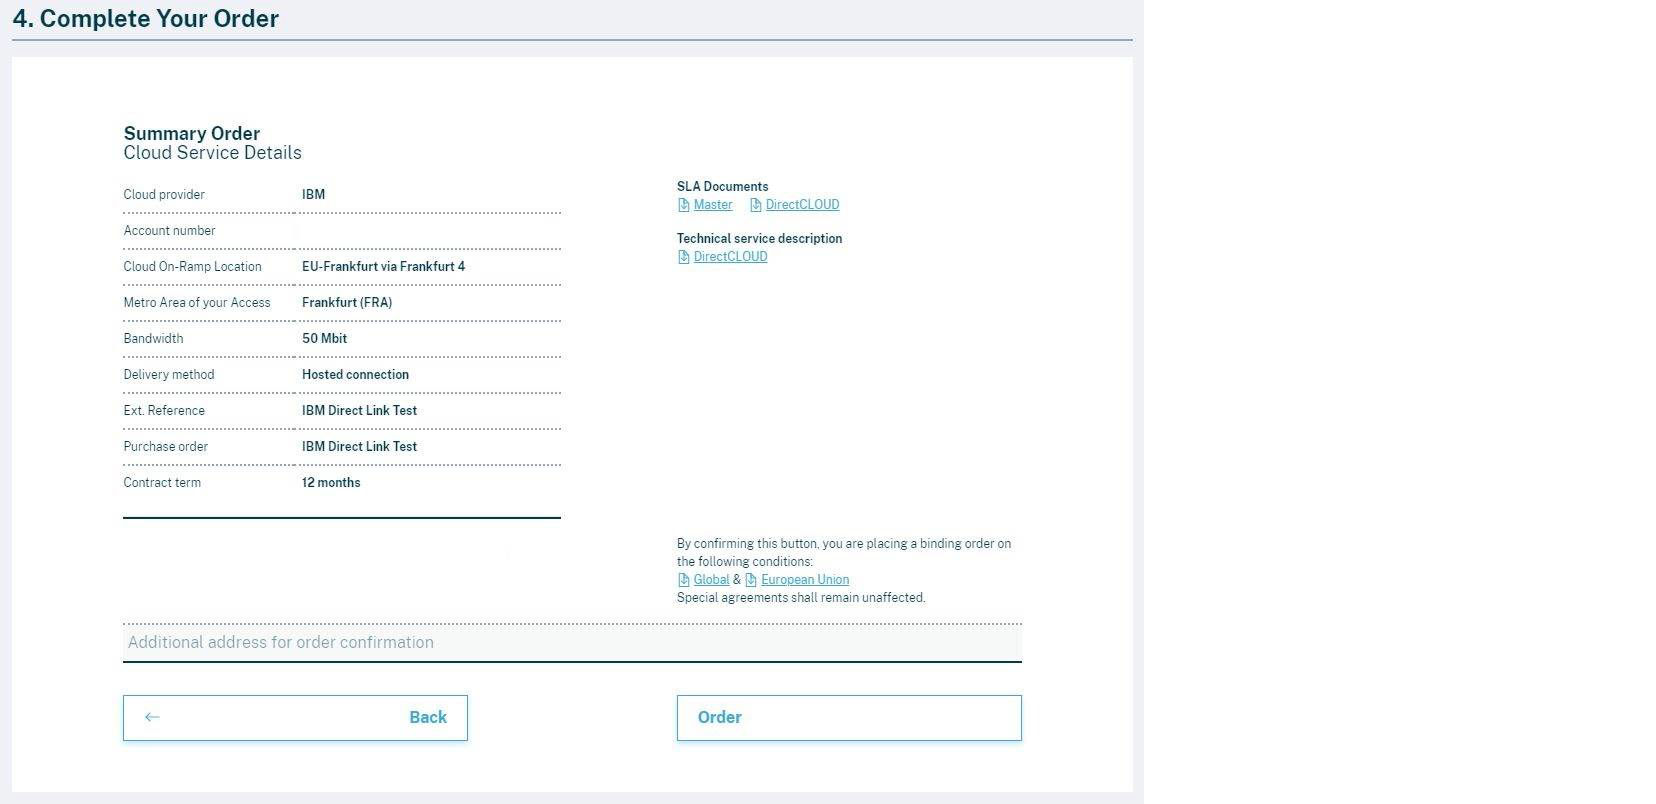 4. Complete Your Order
Summary Order
Cloud Service Details
Cloud provider IBM
Account number
Cloud On-Ramp Location EU-Frankfurt via Frankfurt 4
Metro Area of your Access Frankfurt (FRA)
Bandwidth 50 Mbit
Delivery method Hosted connection
Ext. Reference IBM Direct Link Test
Purchase order IBM Direct Link Test
Contract term 12 months
SLA Documents
Master DirectCLOUD
Technical service description
DirectCLOUD
By confirming this button, you are placing a binding order on
the following conditions:
Global & European Union
Special agreements shall remain unaffected.
Additional address for order confirmation
← Back
Order